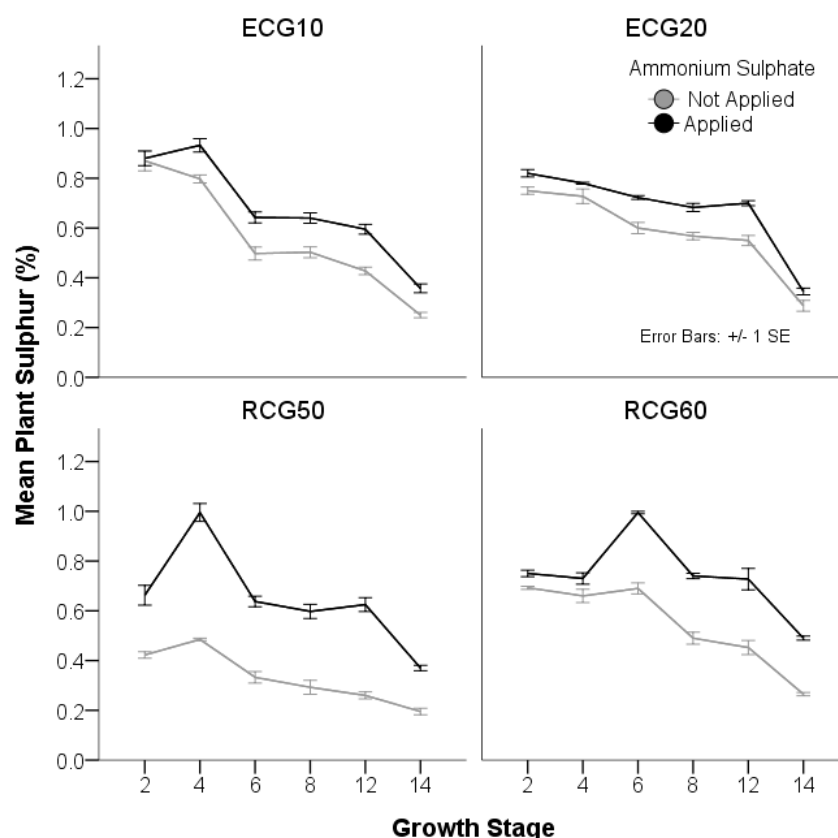 ECG10
ECG20
Ammonium Sulphate
Not Applied
Applied
Error Bars: +/- 1 SE
1.2
1.0
0.8
0.6
0.4
0.2
0.0
Mean Plant Sulphur (%)
RCG50
RCG60
1.2
1.0
0.8
0.6
0.4
0.2
0.0
2 4 6 8 12 14
2 4 6 8 12 14
Growth Stage